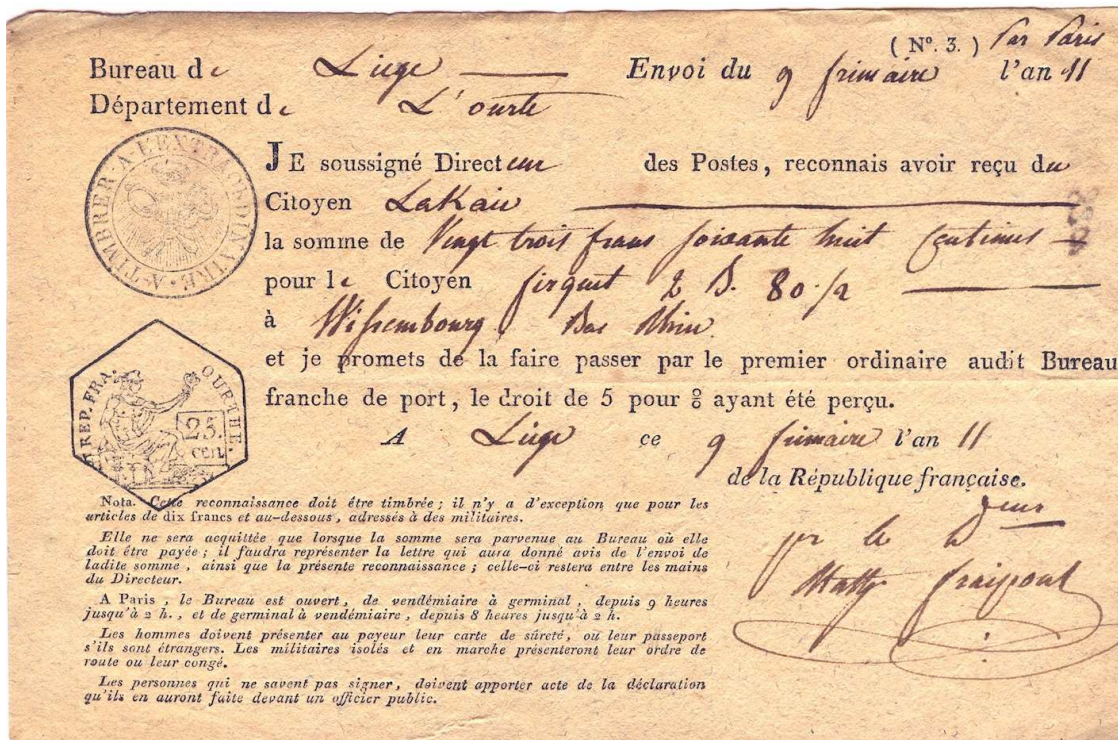 (N°. 3.) Par Paris
Bureau de Liege Envoi du 9 frimaire l'an 11
Département de L'ourte
JE soussigné Directeur des Postes, reconnais avoir reçu du
Citoyen LaKaie
la somme de Vingt trois frans soixante huit Centimes
pour le Citoyen 2 B. 80./2
à Wissembourg, Bas Rhin
et je promets de la faire passer par le premier ordinaire audit Bureau
franche de port, le droit de 5 pour % ayant été perçu.
A Liege ce 9 frimaire l'an 11
de la République française.
A TIMBRER A L'EXTRAORDINAIRE
REP. FRA. OURTHE.
25.
cen.
Nota. Cette reconnaissance doit être timbrée; il n'y a d'exception que pour les
articles de dix francs et au-dessous, adressés à des militaires.
Elle ne sera acquittée que lorsque la somme sera parvenue au Bureau où elle
doit être payée; il faudra représenter la lettre qui aura donné avis de l'envoi de
ladite somme, ainsi que la présente reconnaissance; celle-ci restera entre les mains
du Directeur.
A Paris, le Bureau est ouvert, de vendémiaire à germinal, depuis 9 heures
jusqu'à 2 h., et de germinal à vendémiaire, depuis 8 heures jusqu'à 2 h.
Les hommes doivent présenter au payeur leur carte de sûreté, ou leur passeport
s'ils sont étrangers. Les militaires isolés et en marche présenteront leur ordre de
route ou leur congé.
Les personnes qui ne savent pas signer, doivent apporter acte de la déclaration
qu'ils en auront faite devant un officier public.
pr le Dteur
fraipont